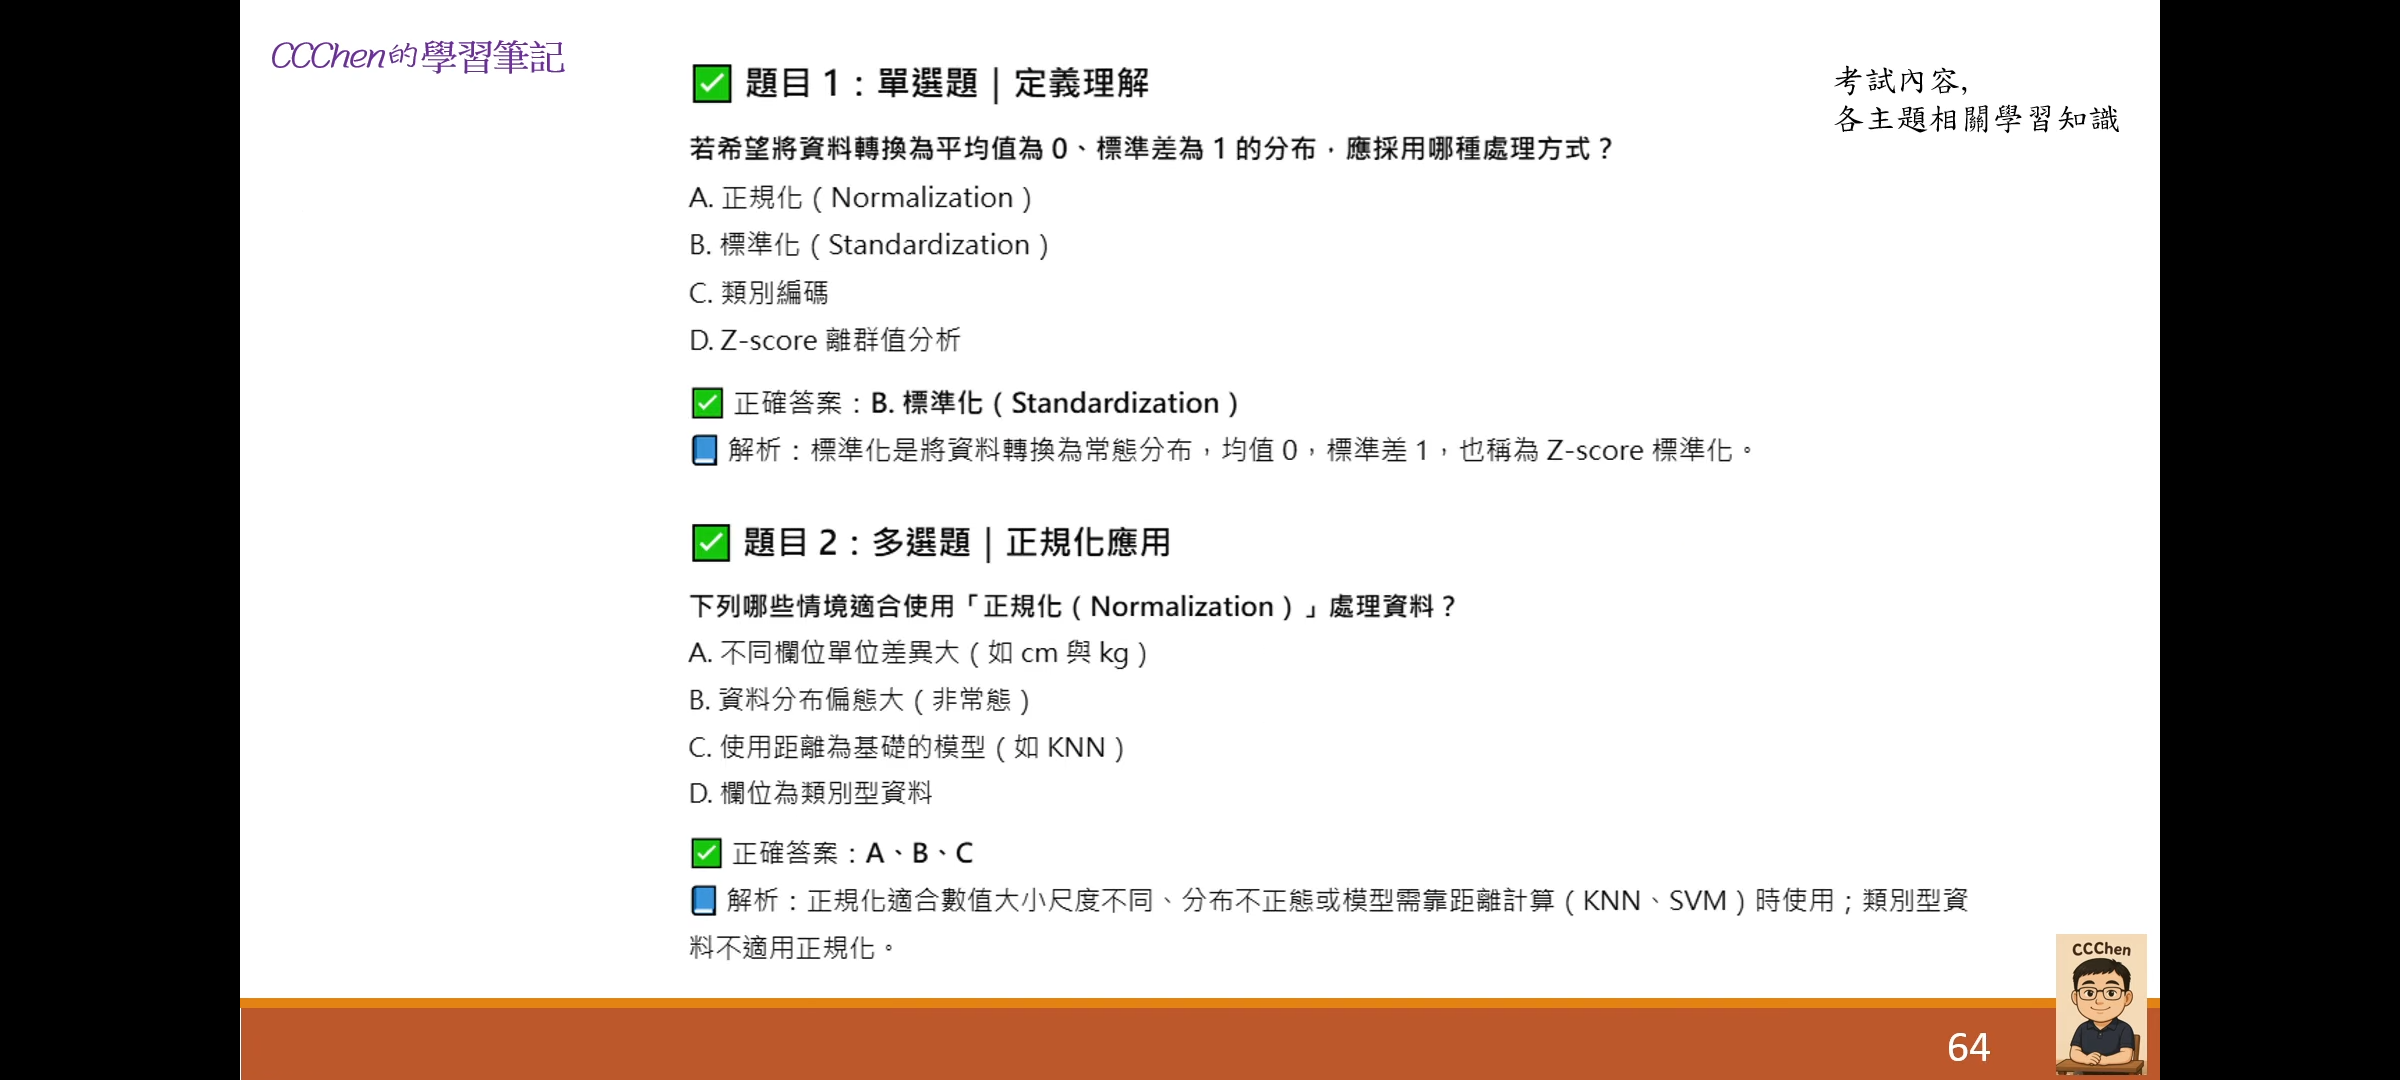 CCChen的學習筆記
考試內容,
各主題相關學習知識
✅ 題目 1：單選題｜定義理解
若希望將資料轉換為平均值為 0、標準差為 1 的分布，應採用哪種處理方式？
A. 正規化（Normalization）
B. 標準化（Standardization）
C. 類別編碼
D. Z-score 離群值分析
✅ 正確答案：B. 標準化（Standardization）
📘 解析：標準化是將資料轉換為常態分布，均值 0，標準差 1，也稱為 Z-score 標準化。
✅ 題目 2：多選題｜正規化應用
下列哪些情境適合使用「正規化（Normalization）」處理資料？
A. 不同欄位單位差異大（如 cm 與 kg）
B. 資料分布偏態大（非常態）
C. 使用距離為基礎的模型（如 KNN）
D. 欄位為類別型資料
✅ 正確答案：A、B、C
📘 解析：正規化適合數值大小尺度不同、分布不正態或模型需靠距離計算（KNN、SVM）時使用；類別型資
料不適用正規化。
CCChen
64